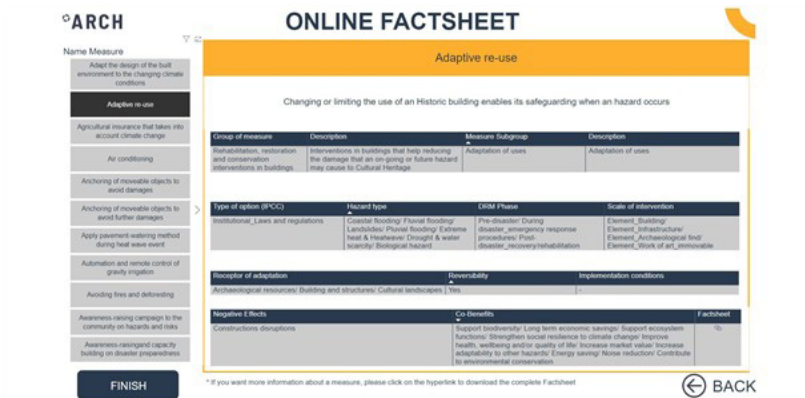 ARCH
ONLINE FACTSHEET
Name Measure
Adapt the design of the built
environment to the changing climate
conditions
Adaptive re-use
Agricultural insurance that takes into
account climate change
Air conditioning
Anchoring of moveable objects to
avoid damages
Anchoring of moveable objects to
avoid further damages
Apply pavement-watering method
during heat wave event
Automation and remote control of
gravity irrigation
Avoiding fires and deforesting
Awareness-raising campaign to the
community on hazards and risks
Awareness-raisingand capacity
building on disaster preparedness
FINISH
Adaptive re-use
Changing or limiting the use of an Historic building enables its safeguarding when an hazard occurs
Group of measure Description Measure Subgroup Description
Rehabilitation, restoration
and conservation
interventions in buildings
Interventions in buildings that help reducing
the damage that an on-going or future hazard
may cause to Cultural Heritage
Adaptation of uses
Adaptation of uses
Type of option (IPCC) Hazard type DRM Phase Scale of intervention
Institutional_Laws and regulations
Coastal flooding/ Fluvial flooding/
Landslides/ Pluvial flooding/ Extreme
heat & Heatwave/ Drought & water
scarcity/ Biological hazard
Pre-disaster/ During
disaster_emergency response
procedures/ Post-
disaster_recovery/rehabilitation
Element_Building/
Element_Infrastructure/
Element_Archaeological find/
Element_Work of art_immovable
Receptor of adaptation Reversibility Implementation conditions
Archaeological resources/ Building and structures/ Cultural landscapes Yes -
Negative Effects Co-Benefits Factsheet
Constructions disruptions
Support biodiversity/ Long term economic savings/ Support ecosystem
functions/ Strengthen social resilience to climate change/ Improve
health, wellbeing and/or quality of life/ Increase market value/ Increase
adaptability to other hazards/ Energy saving/ Noise reduction/ Contribute
to environmental conservation
* If you want more information about a measure, please click on the hyperlink to download the complete Factsheet
BACK